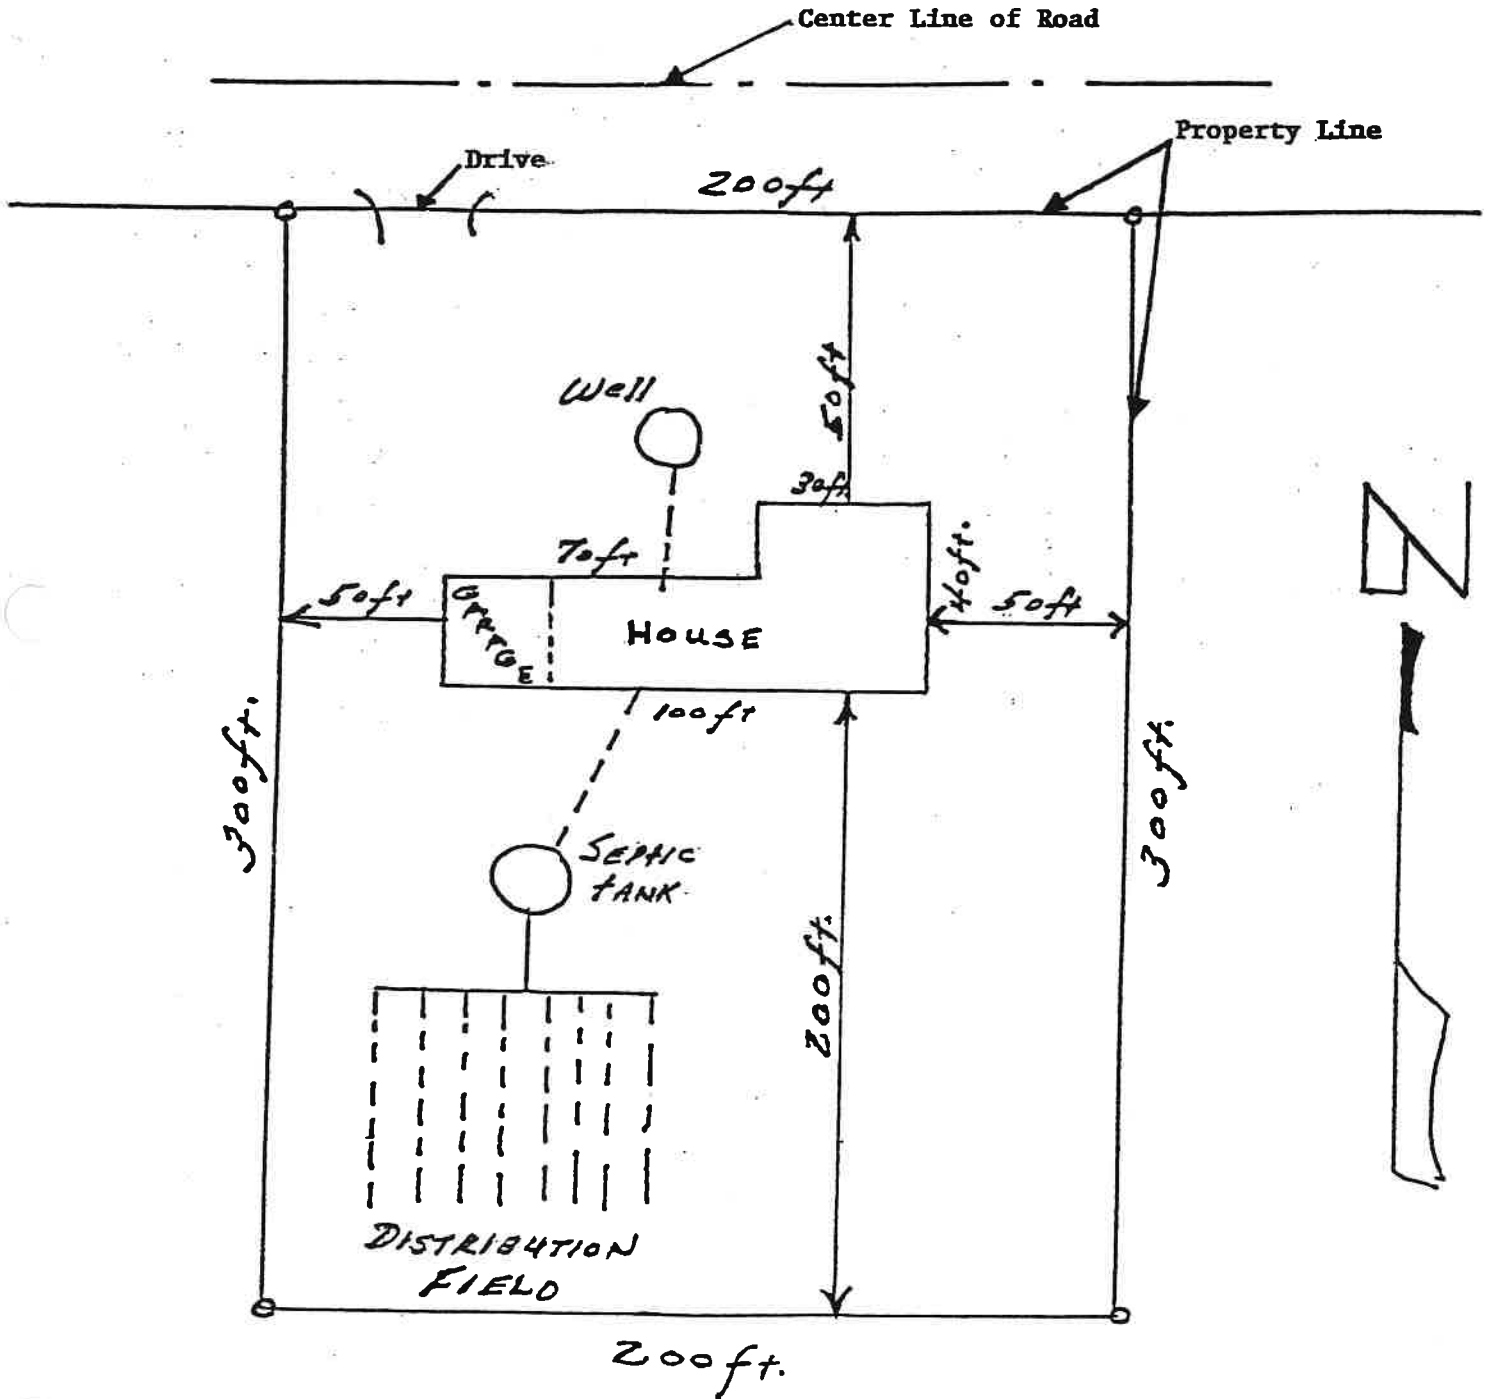 Center Line of Road
Property Line
Drive
200ft
50ft
Well
30ft
70ft
40ft.
50ft
GARAGE
HOUSE
50ft
100ft
300ft.
300ft.
SEPTIC
TANK
200ft.
DISTRIBUTION
FIELD
200ft.
N